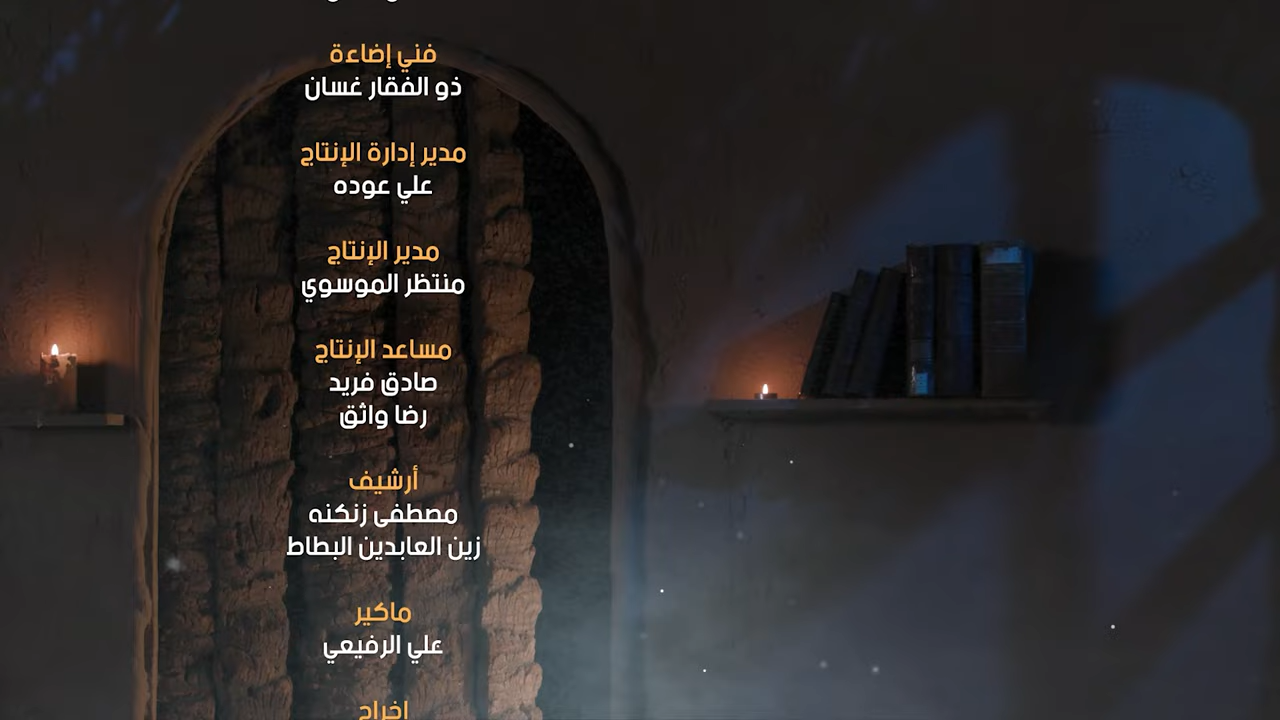 فني إضاءة
ذو الفقار غسان
مدير إدارة الإنتاج
علي عوده
مدير الإنتاج
منتظر الموسوي
مساعد الإنتاج
صادق فريد
رضا واثق
أرشيف
مصطفى زنكنه
زين العابدين البطاط
ماكير
علي الرفيعي
إخراج